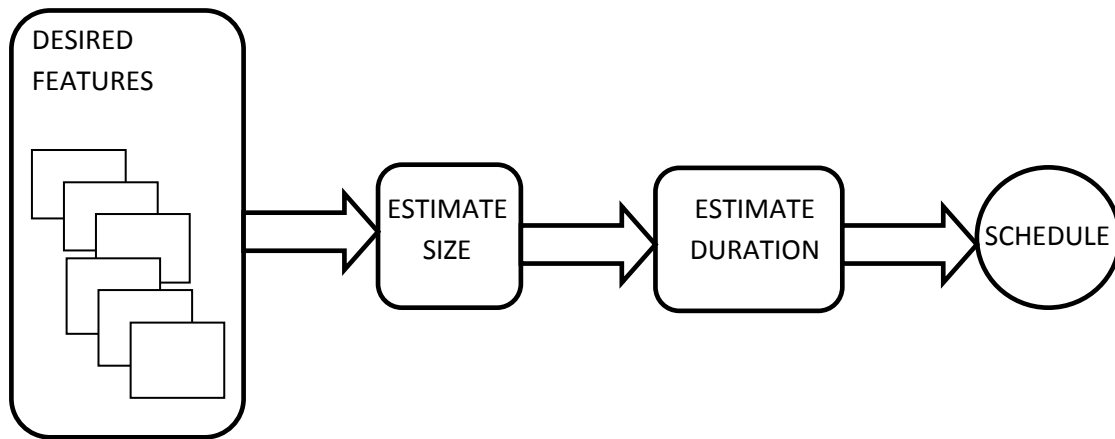 DESIRED
FEATURES
ESTIMATE
SIZE
ESTIMATE
DURATION
SCHEDULE